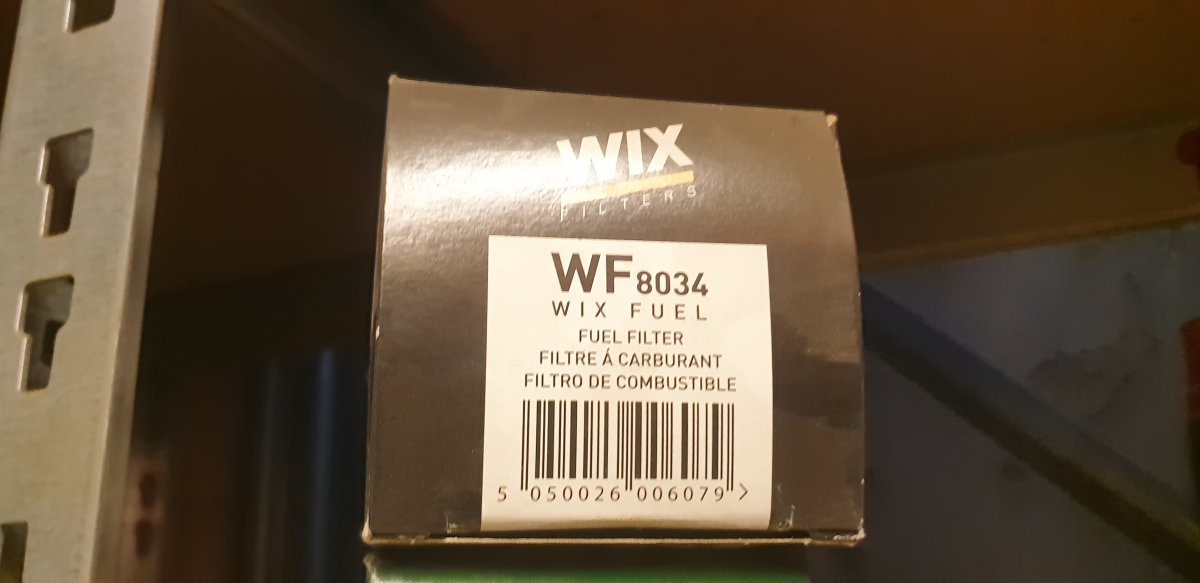 WIX
FILTERS
WF8034
WIX FUEL
FUEL FILTER
FILTRE Á CARBURANT
FILTRO DE COMBUSTIBLE
5 050026 006079 >